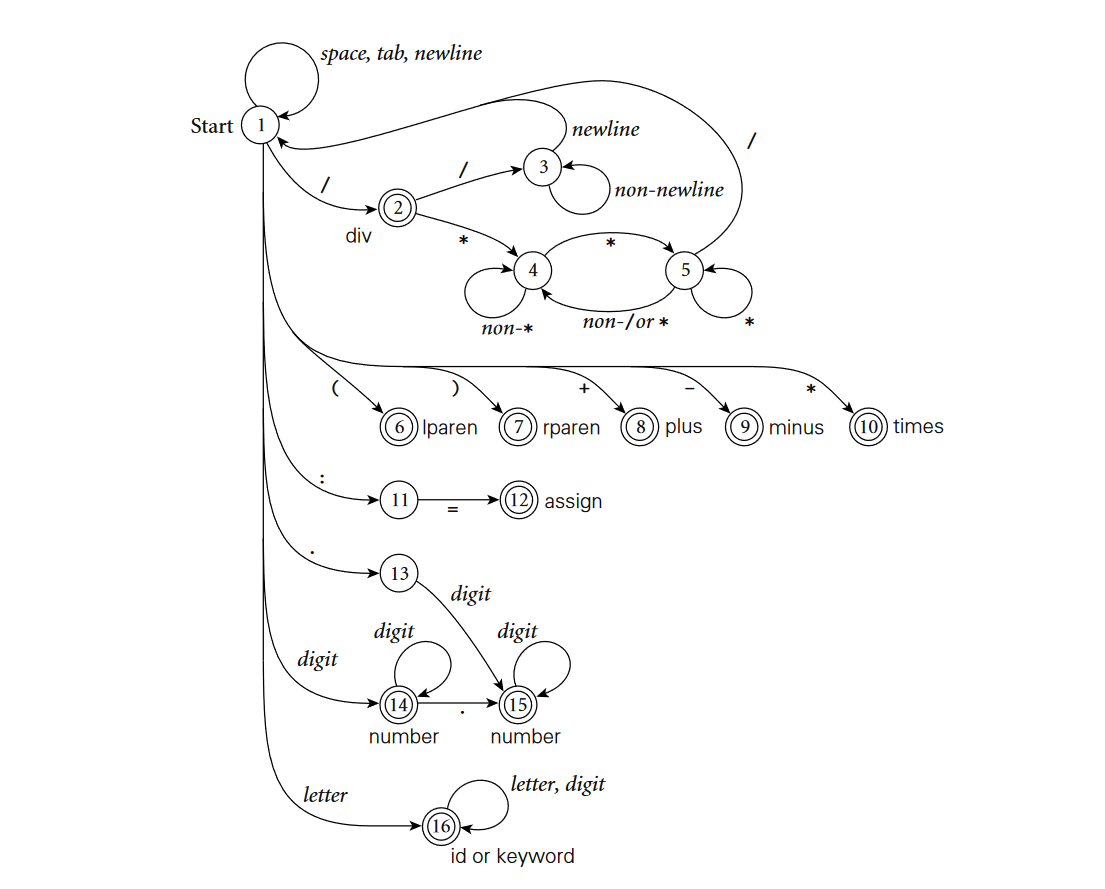 space, tab, newline
Start 1
newline
/
/
/
3
non-newline
2
div
*
*
4
5
non-*
non-/or *
*
(
)
+
-
*
6 lparen
7 rparen
8 plus
9 minus
10 times
:
11
=
12 assign
.
13
digit
digit
digit
digit
14
.
15
number
number
letter
letter, digit
16
id or keyword